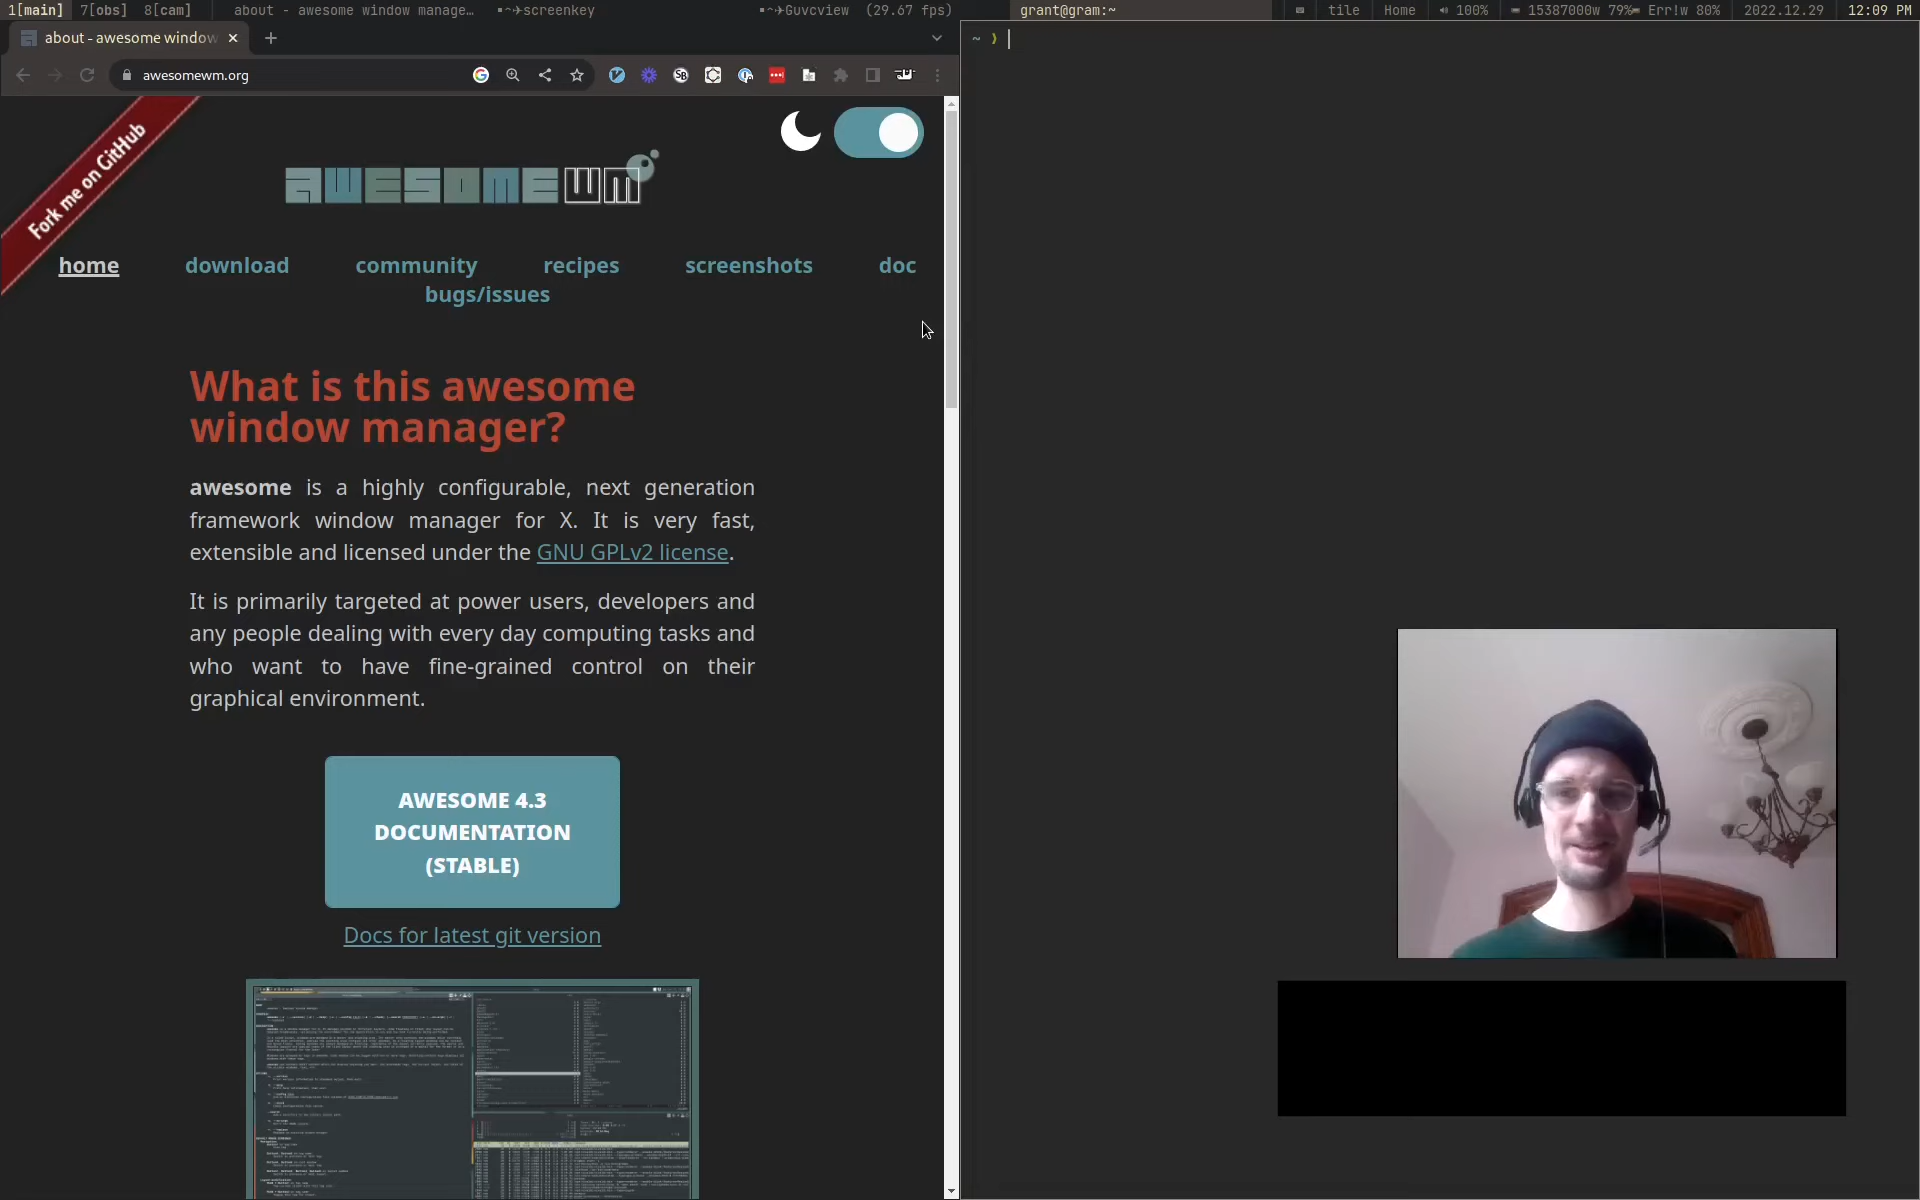 1[main] 7[obs] 8[cam] about - awesome window manage… screenkey Guvcview (29.67 fps) grant@gram:~ tile Home 100% 15387000w 79% Err!w 80% 2022.12.29 12:09 PM
about - awesome window
awesomewm.org
~ ❯
Fork me on GitHub
awesome wm
home download community recipes screenshots doc
bugs/issues
What is this awesome
window manager?
awesome is a highly configurable, next generation
framework window manager for X. It is very fast,
extensible and licensed under the GNU GPLv2 license.
It is primarily targeted at power users, developers and
any people dealing with every day computing tasks and
who want to have fine-grained control on their
graphical environment.
AWESOME 4.3
DOCUMENTATION
(STABLE)
Docs for latest git version